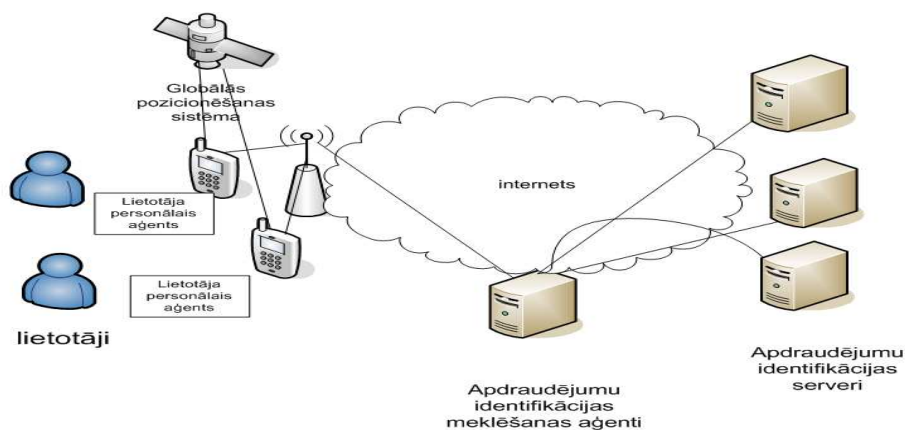 Globālās
pozicionēšanas
sistēma
internets
Lietotāja
personālais
aģents
Lietotāja
personālais
aģents
lietotāji
Apdraudējumu
identifikācijas
meklēšanas aģenti
Apdraudējumu
identifikācijas
serveri